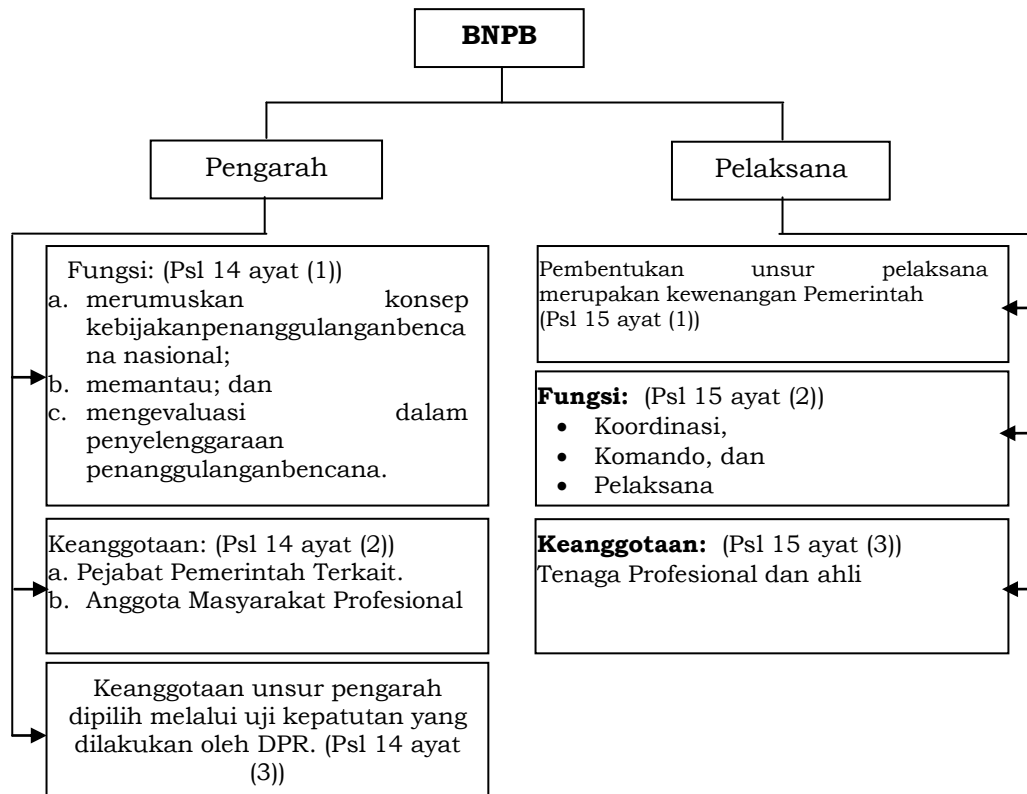 BNPB
Pengarah
Pelaksana
Fungsi: (Psl 14 ayat (1))
a. merumuskan konsep
kebijakanpenanggulanganbenca
na nasional;
b. memantau; dan
c. mengevaluasi dalam
penyelenggaraan
penanggulanganbencana.
Keanggotaan: (Psl 14 ayat (2))
a. Pejabat Pemerintah Terkait.
b. Anggota Masyarakat Profesional
Keanggotaan unsur pengarah
dipilih melalui uji kepatutan yang
dilakukan oleh DPR. (Psl 14 ayat
(3))
Pembentukan unsur pelaksana
merupakan kewenangan Pemerintah
(Psl 15 ayat (1))
Fungsi: (Psl 15 ayat (2))
• Koordinasi,
• Komando, dan
• Pelaksana
Keanggotaan: (Psl 15 ayat (3))
Tenaga Profesional dan ahli